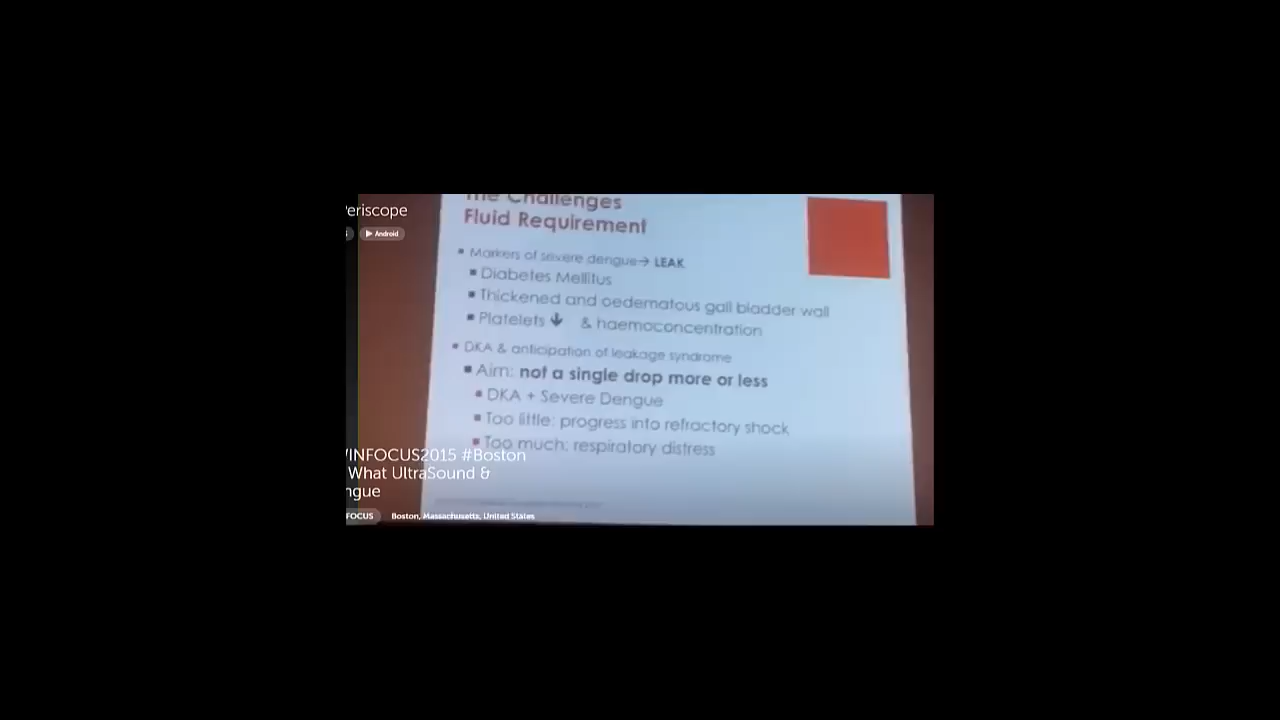 Periscope
Android
The Challenges
Fluid Requirement
Markers of severe dengue→ LEAK
Diabetes Mellitus
Thickened and oedematous gall bladder wall
Platelets ↓ & haemoconcentration
DKA & anticipation of leakage syndrome
Aim: not a single drop more or less
DKA + Severe Dengue
Too little: progress into refractory shock
Too much: respiratory distress
INFOCUS2015 #Boston
What UltraSound &
ngue
FOCUS Boston, Massachusetts, United States